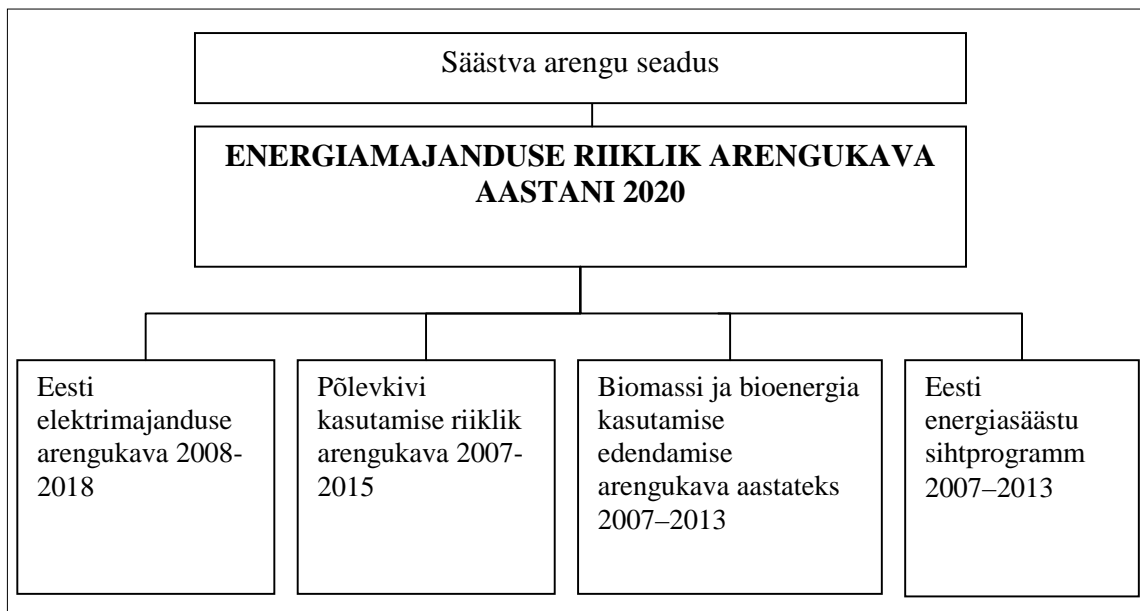 Säästva arengu seadus
ENERGIAMAJANDUSE RIIKLIK ARENGUKAVA
AASTANI 2020
Eesti
elektrimajanduse
arengukava 2008-
2018
Põlevkivi
kasutamise riiklik
arengukava 2007-
2015
Biomassi ja bioenergia
kasutamise
edendamise
arengukava aastateks
2007–2013
Eesti
energiasäästu
sihtprogramm
2007–2013